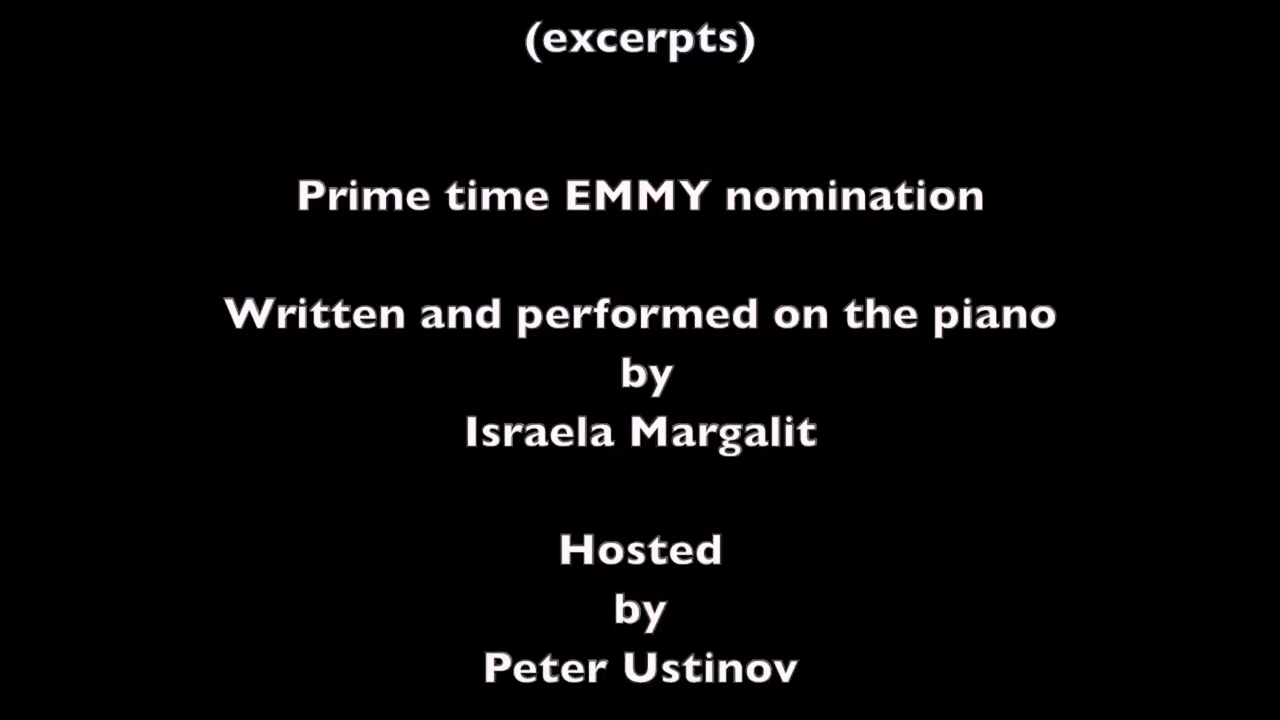 (excerpts)
Prime time EMMY nomination
Written and performed on the piano
by
Israela Margalit
Hosted
by
Peter Ustinov